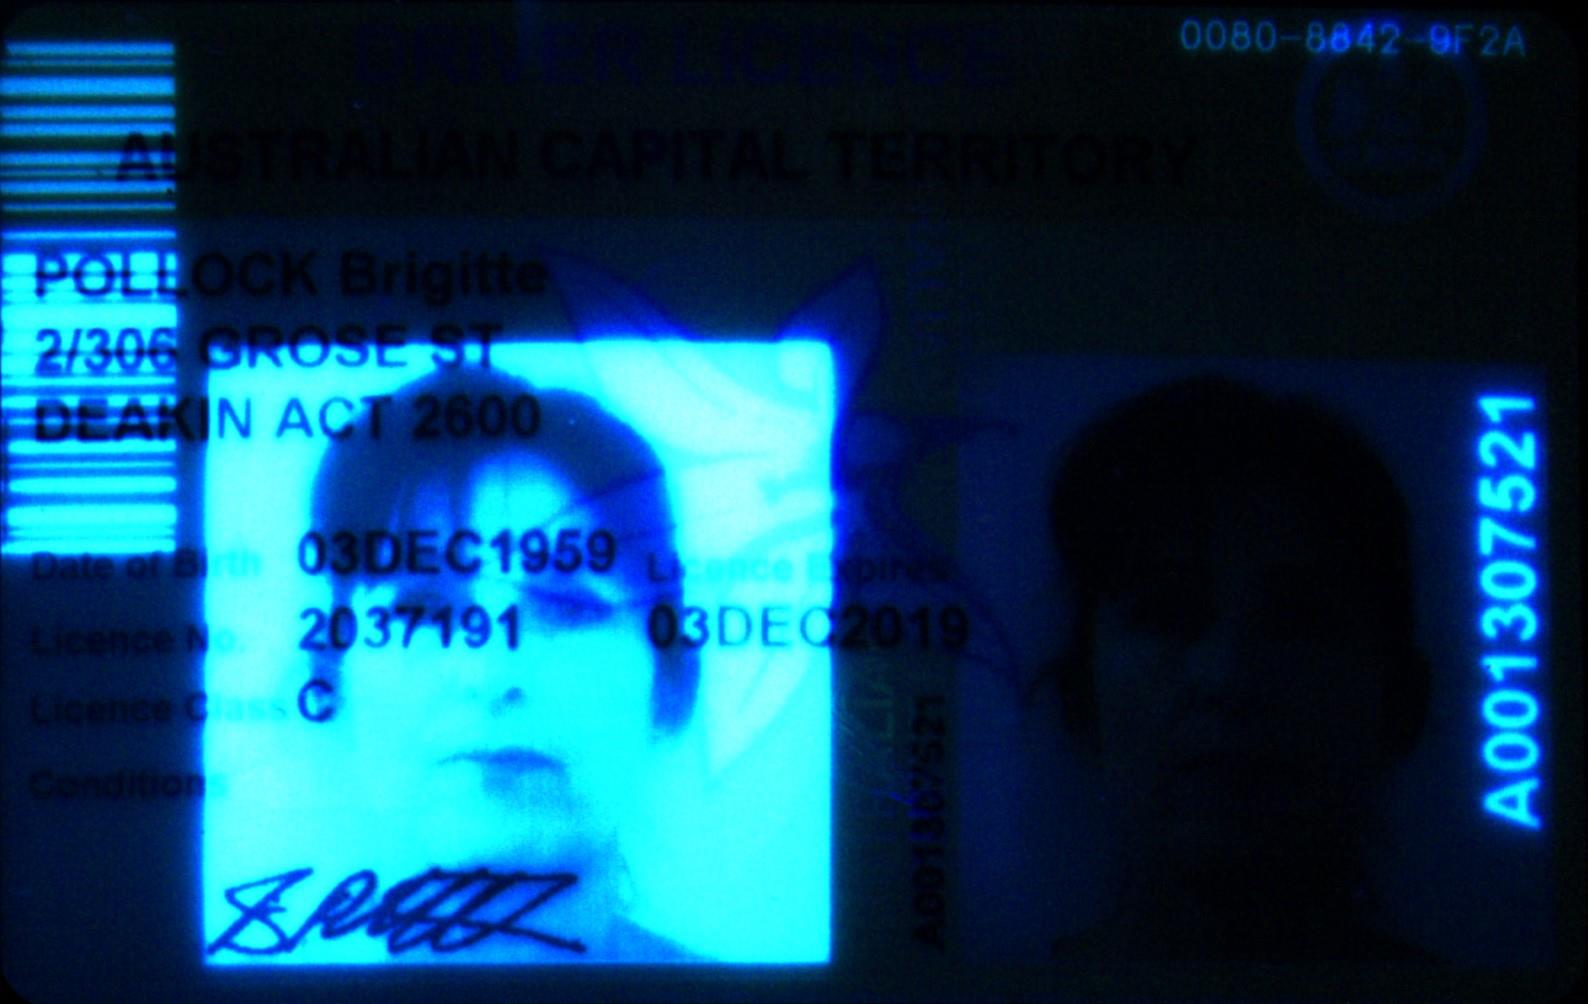 0080-8842-9F2A
DRIVER LICENCE
AUSTRALIAN CAPITAL TERRITORY
POLLOCK Brigitte
2/306 GROSE ST
DEAKIN ACT 2600
Date of Birth 03DEC1959 Licence Expires
Licence No. 2037191 03DEC2019
Licence Class C
Conditions
A001307521
A001307521